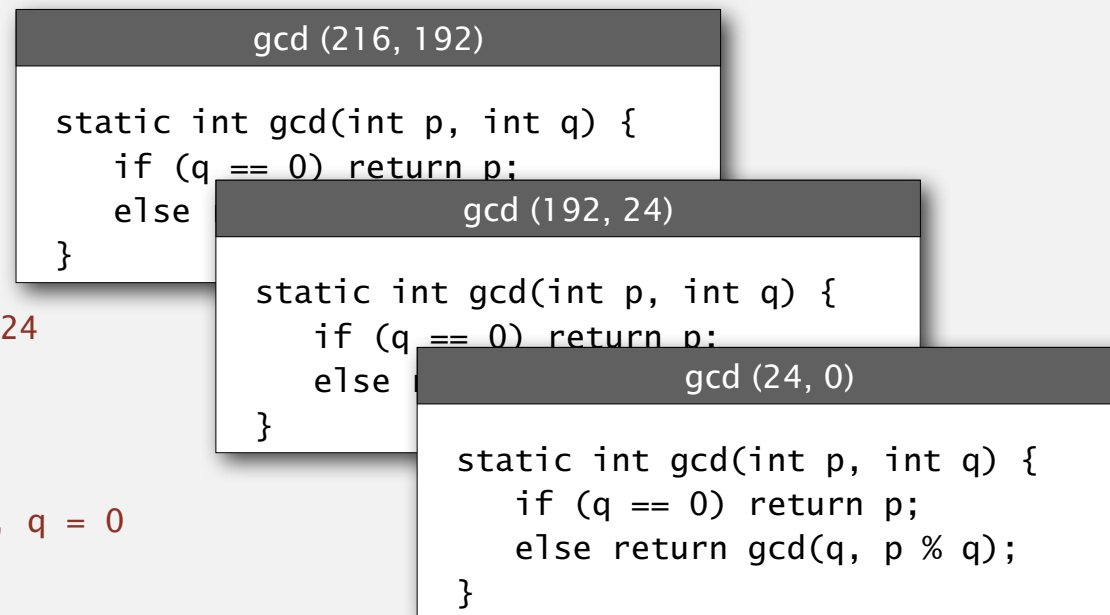 gcd (216, 192)
static int gcd(int p, int q) {
if (q == 0) return p;
else
}
gcd (192, 24)
static int gcd(int p, int q) {
if (q == 0) return p;
else
}
24
gcd (24, 0)
static int gcd(int p, int q) {
if (q == 0) return p;
else return gcd(q, p % q);
}
q = 0